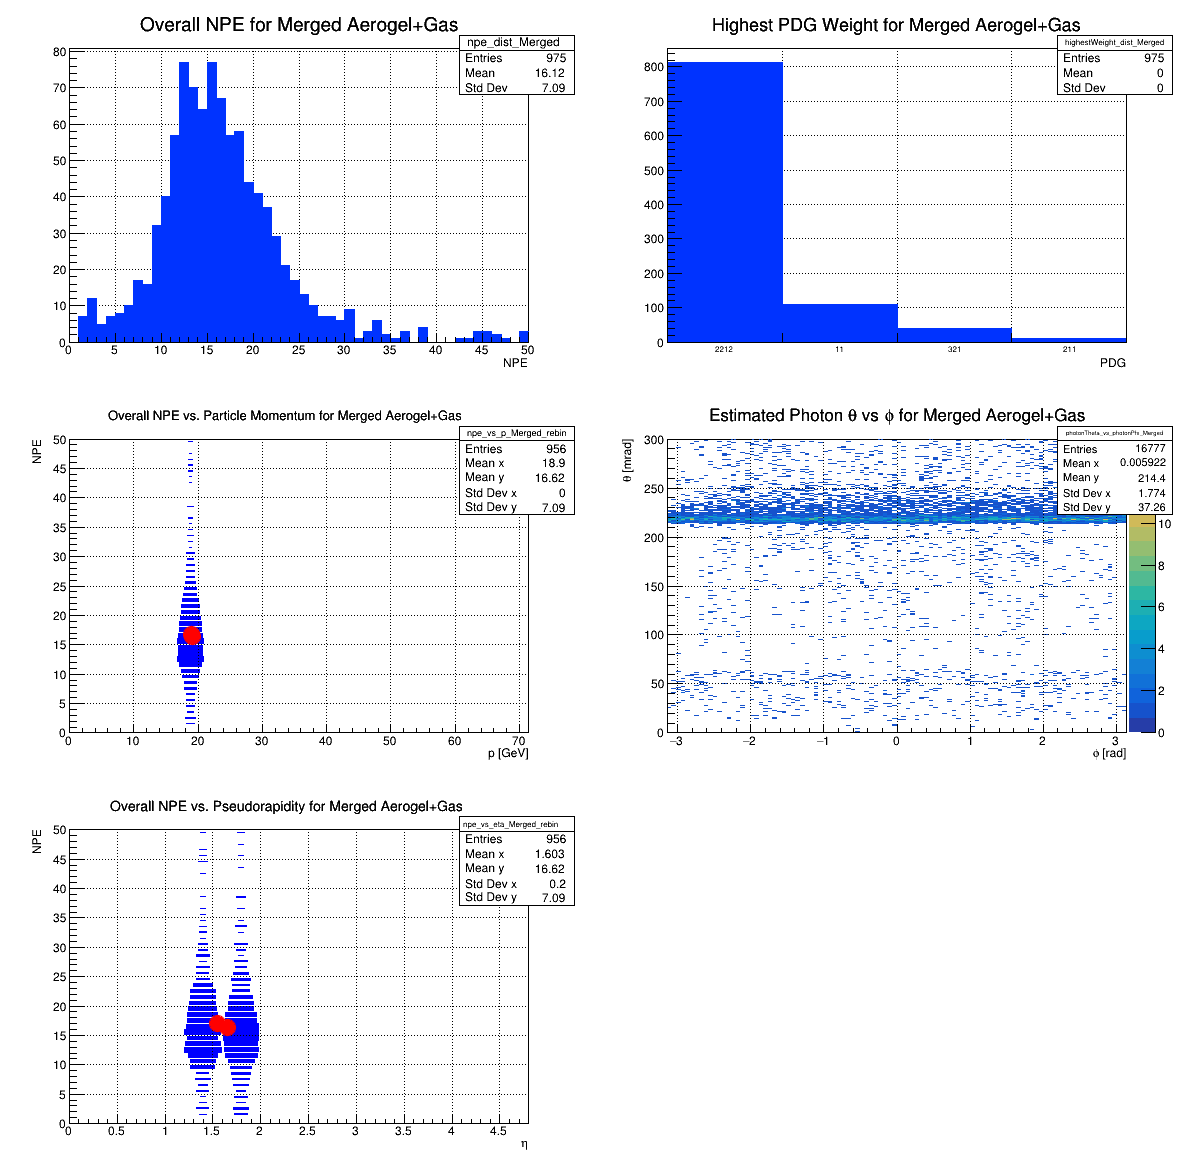 Overall NPE for Merged Aerogel+Gas
npe_dist_Merged
Entries 975
Mean 16.12
Std Dev 7.09
80
70
60
50
40
30
20
10
0
0 5 10 15 20 25 30 35 40 45 50
NPE
Highest PDG Weight for Merged Aerogel+Gas
highestWeight_dist_Merged
Entries 975
Mean 0
Std Dev 0
800
700
600
500
400
300
200
100
0
2212 11 321 211
PDG
Overall NPE vs. Particle Momentum for Merged Aerogel+Gas
npe_vs_p_Merged_rebin
Entries 956
Mean x 18.9
Mean y 16.62
Std Dev x 0
Std Dev y 7.09
NPE
50
45
40
35
30
25
20
15
10
5
0
0 10 20 30 40 50 60 70
p [GeV]
Estimated Photon θ vs ϕ for Merged Aerogel+Gas
photonTheta_vs_photonPhi_Merged
Entries 16777
Mean x 0.005922
Mean y 214.4
Std Dev x 1.774
Std Dev y 37.26
θ [mrad]
300
250
200
150
100
50
0
−3 −2 −1 0 1 2 3
ϕ [rad]
10
8
6
4
2
0
Overall NPE vs. Pseudorapidity for Merged Aerogel+Gas
npe_vs_eta_Merged_rebin
Entries 956
Mean x 1.603
Mean y 16.62
Std Dev x 0.2
Std Dev y 7.09
NPE
50
45
40
35
30
25
20
15
10
5
0
0 0.5 1 1.5 2 2.5 3 3.5 4 4.5
η